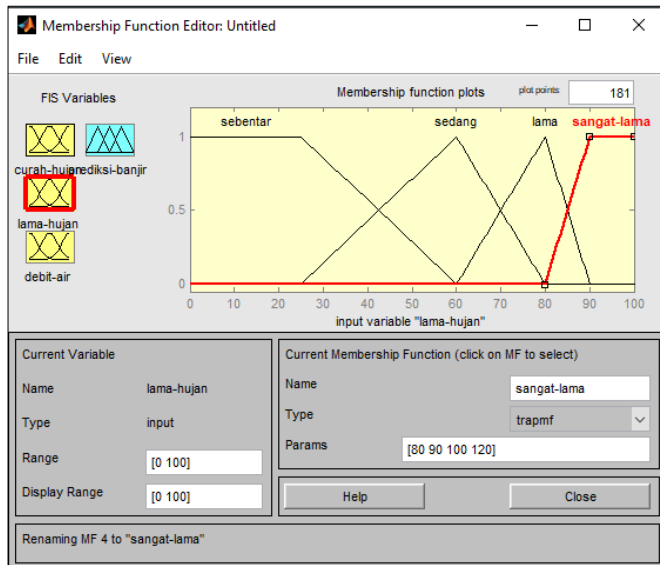 Membership Function Editor: Untitled
File Edit View
FIS Variables
Membership function plots
plot points:
181
curah-hujan
prediksi-banjir
lama-hujan
debit-air
sebentar sedang lama sangat-lama
1
0.5
0
0 10 20 30 40 50 60 70 80 90 100
input variable "lama-hujan"
Current Variable
Name lama-hujan
Type input
Range [0 100]
Display Range [0 100]
Current Membership Function (click on MF to select)
Name sangat-lama
Type trapmf
Params [80 90 100 120]
Help Close
Renaming MF 4 to "sangat-lama"